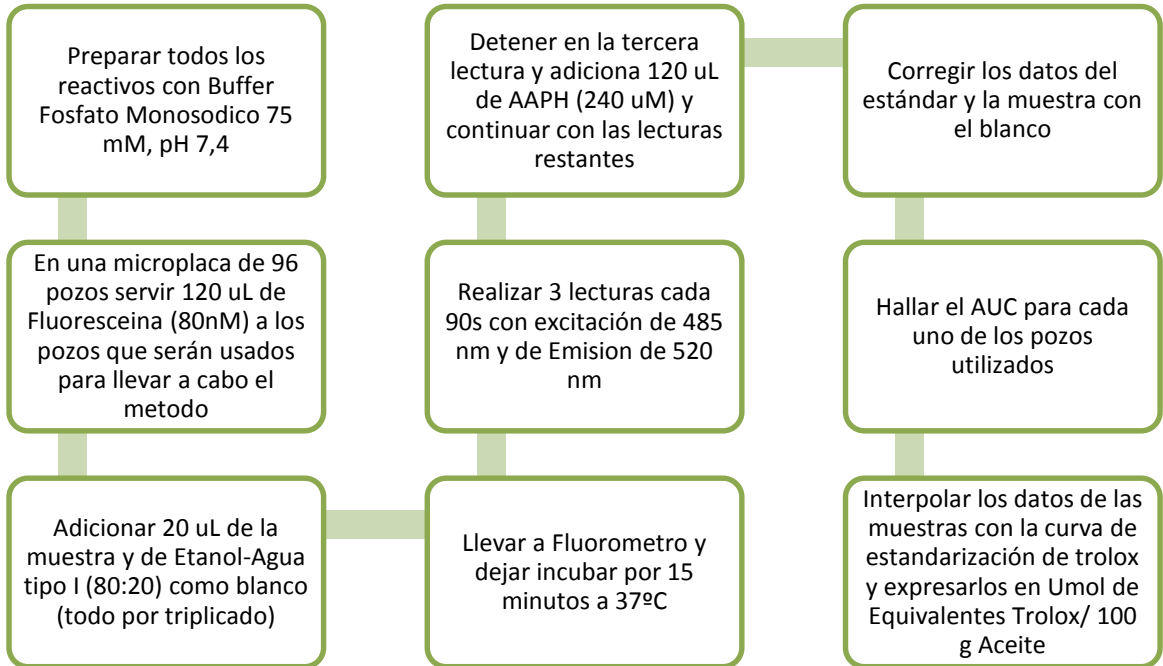 Preparar todos los
reactivos con Buffer
Fosfato Monosodico 75
mM, pH 7,4
En una microplaca de 96
pozos servir 120 uL de
Fluoresceina (80nM) a los
pozos que serán usados
para llevar a cabo el
metodo
Adicionar 20 uL de la
muestra y de Etanol-Agua
tipo I (80:20) como blanco
(todo por triplicado)
Llevar a Fluorometro y
dejar incubar por 15
minutos a 37ºC
Realizar 3 lecturas cada
90s con excitación de 485
nm y de Emision de 520
nm
Detener en la tercera
lectura y adiciona 120 uL
de AAPH (240 uM) y
continuar con las lecturas
restantes
Corregir los datos del
estándar y la muestra con
el blanco
Hallar el AUC para cada
uno de los pozos
utilizados
Interpolar los datos de las
muestras con la curva de
estandarización de trolox
y expresarlos en Umol de
Equivalentes Trolox/ 100
g Aceite